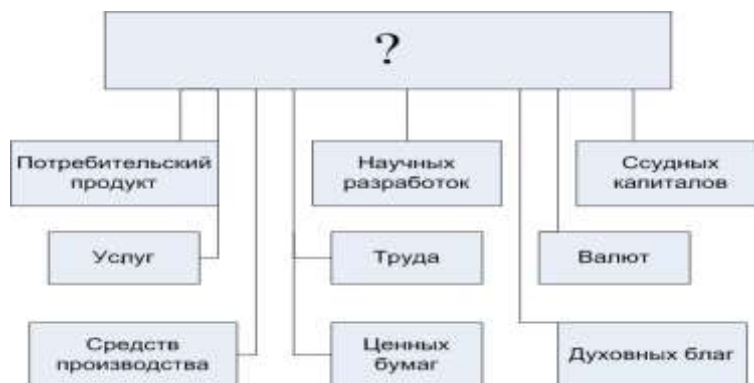 ?
Потребительский
продукт
Научных
разработок
Ссудных
капиталов
Услуг
Труда
Валют
Средств
производства
Ценных
бумаг
Духовных благ